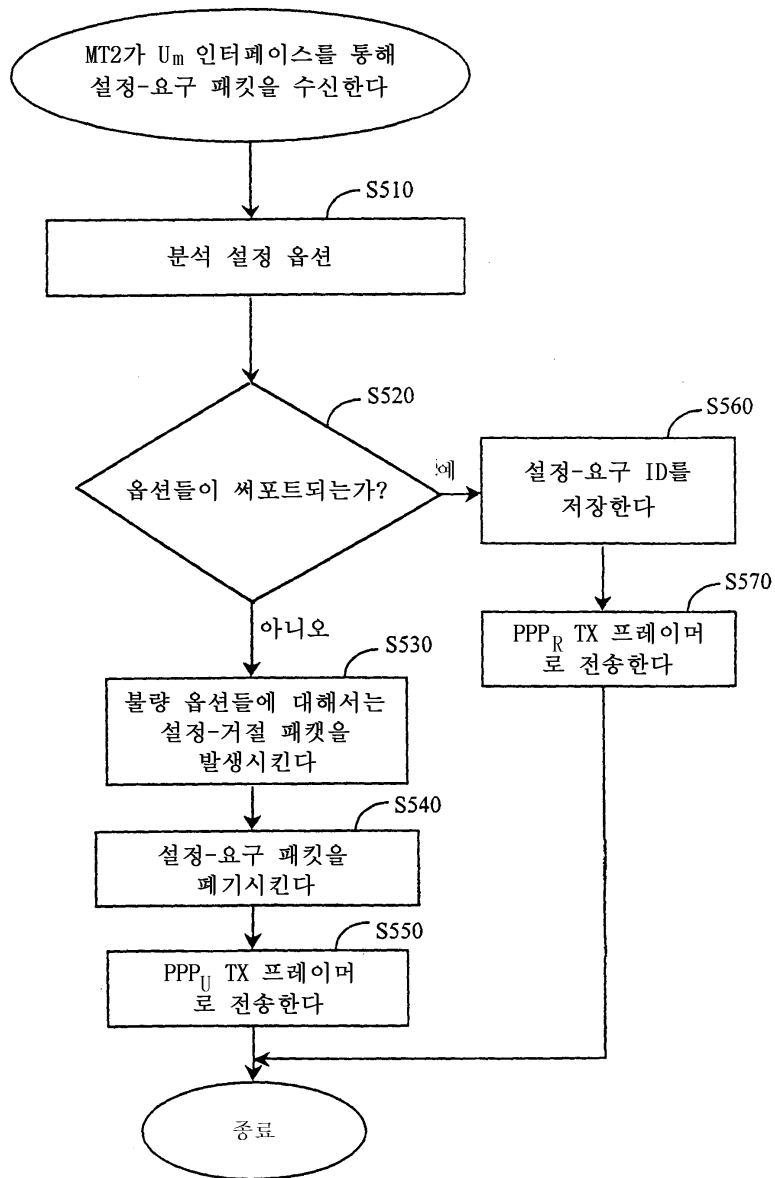 MT2가 Um 인터페이스를 통해
설정-요구 패킷을 수신한다
S510
분석 설정 옵션
S520
옵션들이 써포트되는가?
예
S560
설정-요구 ID를
저장한다
S570
PPPR TX 프레이머
로 전송한다
아니오
S530
불량 옵션들에 대해서는
설정-거절 패캣을
발생시킨다
S540
설정-요구 패킷을
폐기시킨다
S550
PPPU TX 프레이머
로 전송한다
종료